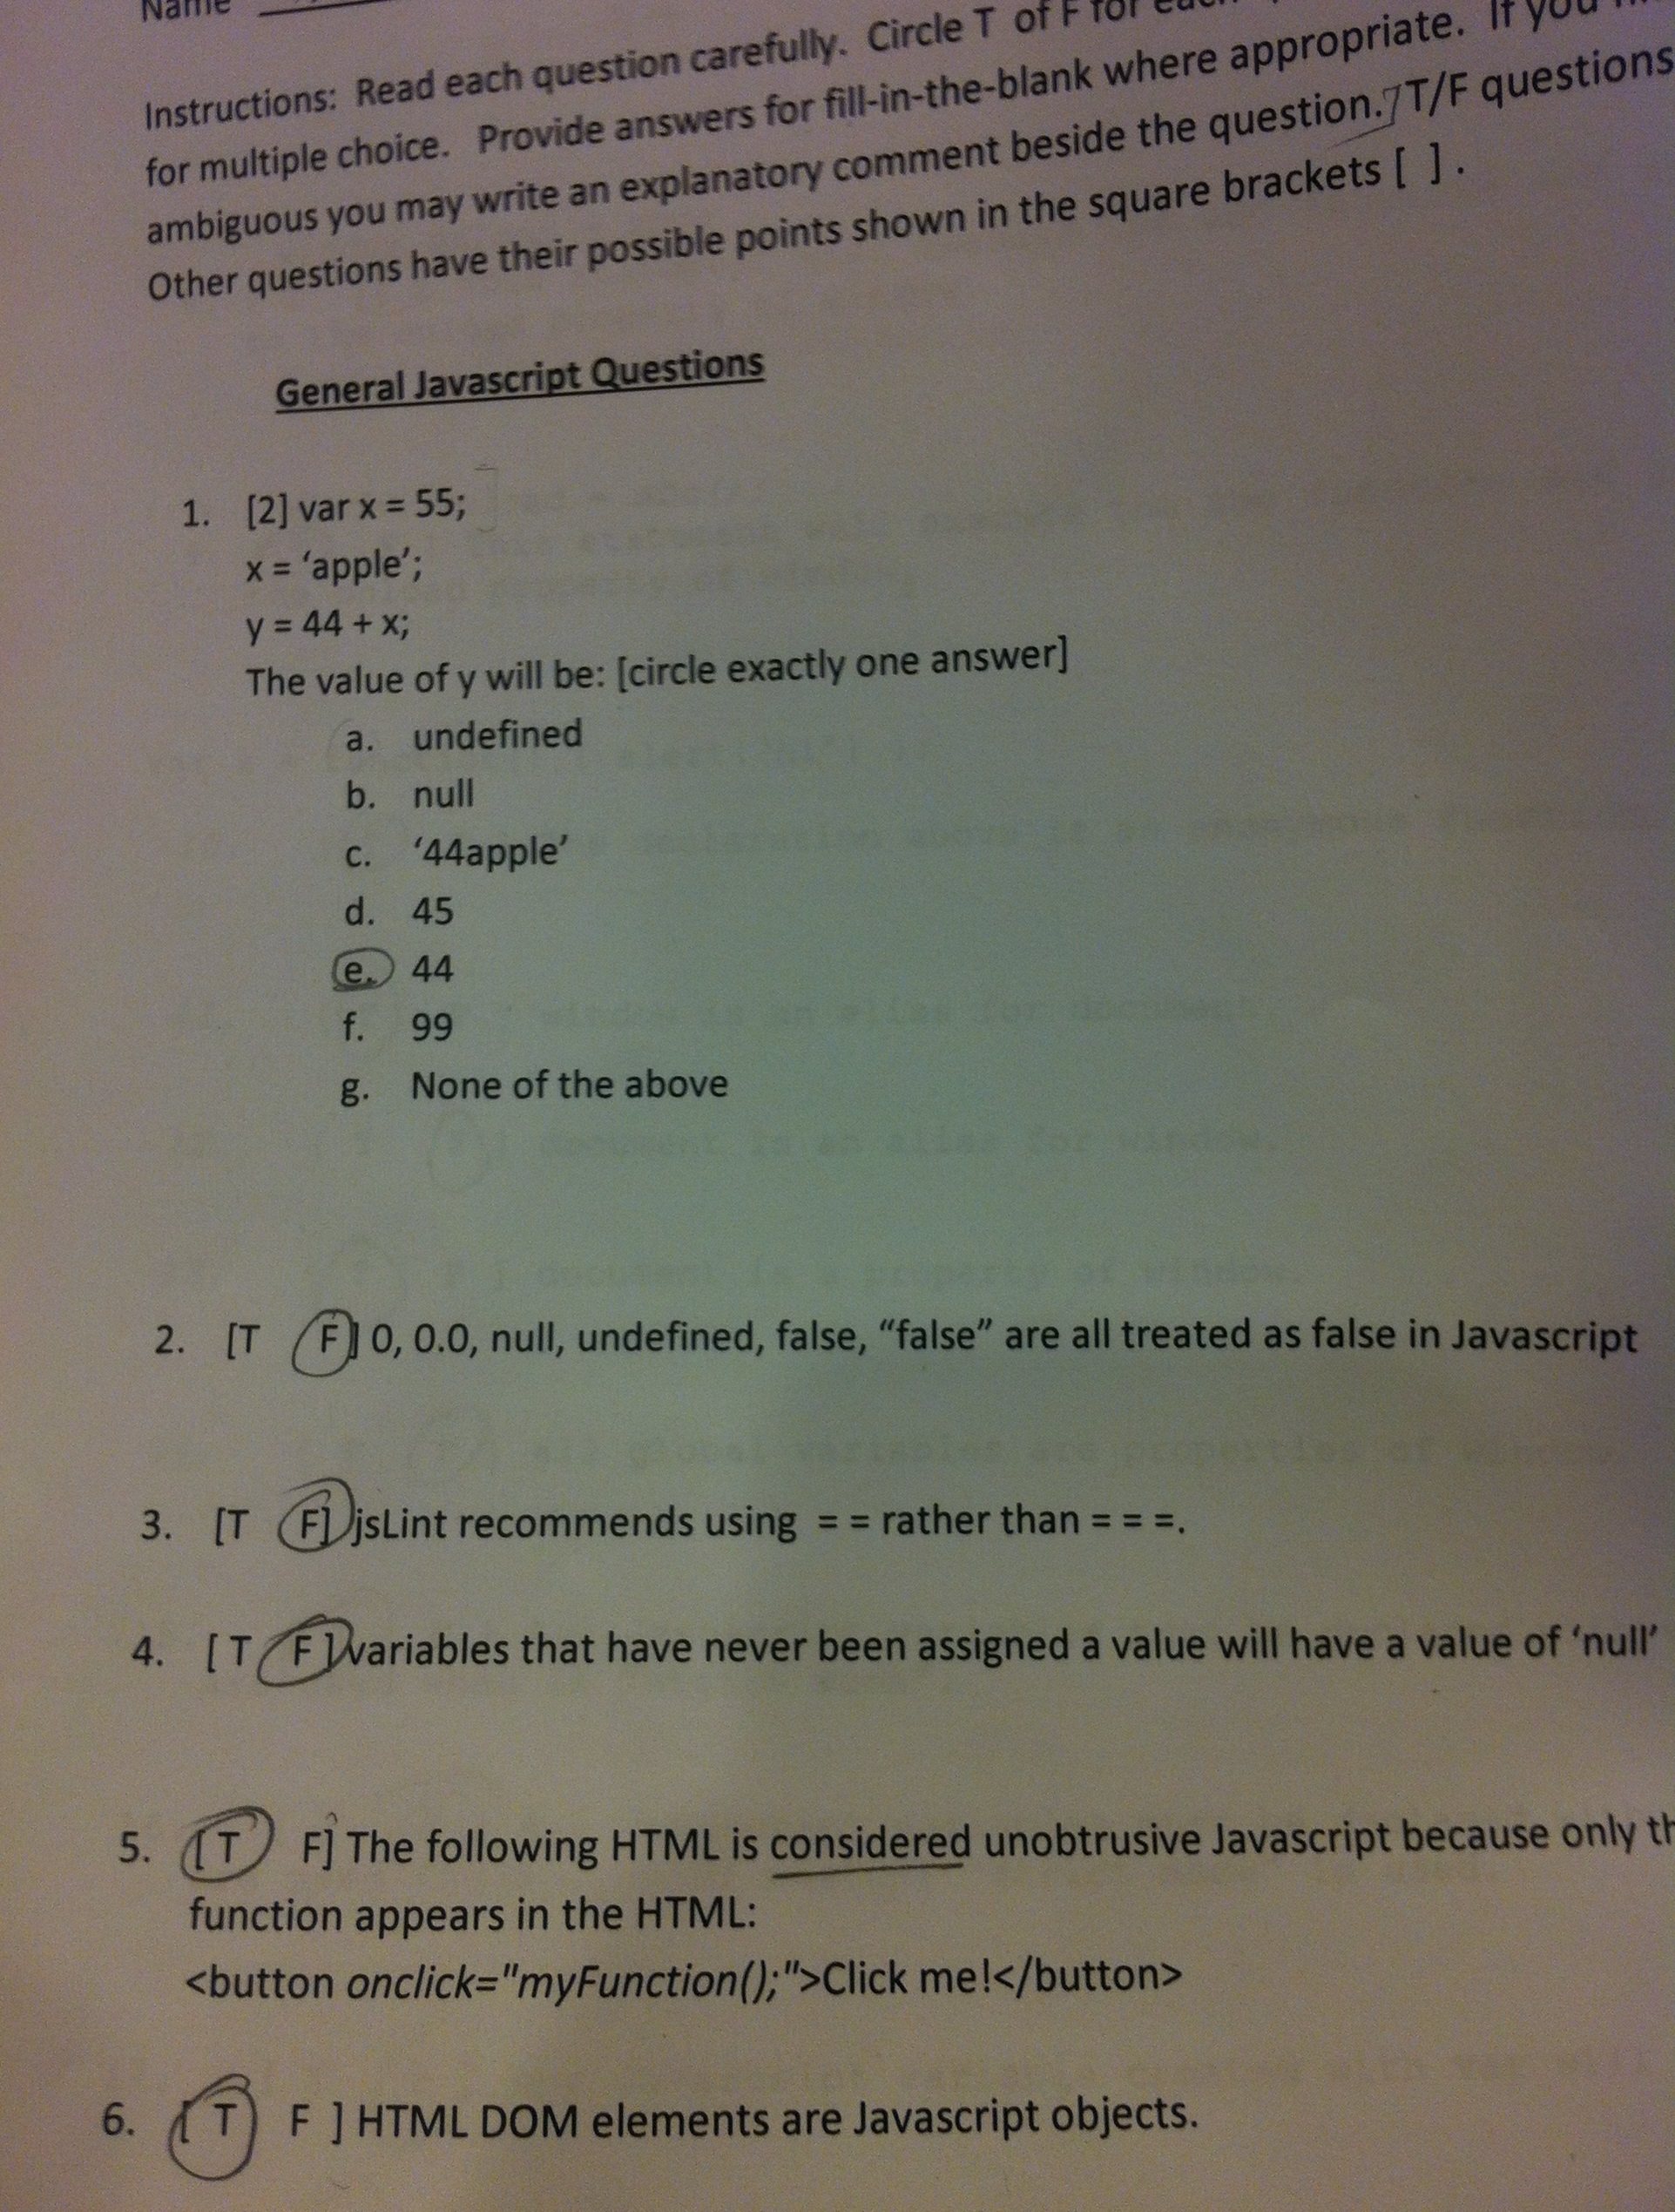 Name
Instructions: Read each question carefully. Circle T of F for
for multiple choice. Provide answers for fill-in-the-blank where appropriate. If you
ambiguous you may write an explanatory comment beside the question. T/F questions
Other questions have their possible points shown in the square brackets [ ].
General Javascript Questions
1. [2] var x = 55;
x = ‘apple’;
y = 44 + x;
The value of y will be: [circle exactly one answer]
a. undefined
b. null
c. ‘44apple’
d. 45
e. 44
f. 99
g. None of the above
2. [T F] 0, 0.0, null, undefined, false, “false” are all treated as false in Javascript
3. [T F] jsLint recommends using = = rather than = = =.
4. [ T F ] variables that have never been assigned a value will have a value of ‘null’
5. [T F] The following HTML is considered unobtrusive Javascript because only
function appears in the HTML:
<button onclick="myFunction();">Click me!</button>
6. [ T F ] HTML DOM elements are Javascript objects.